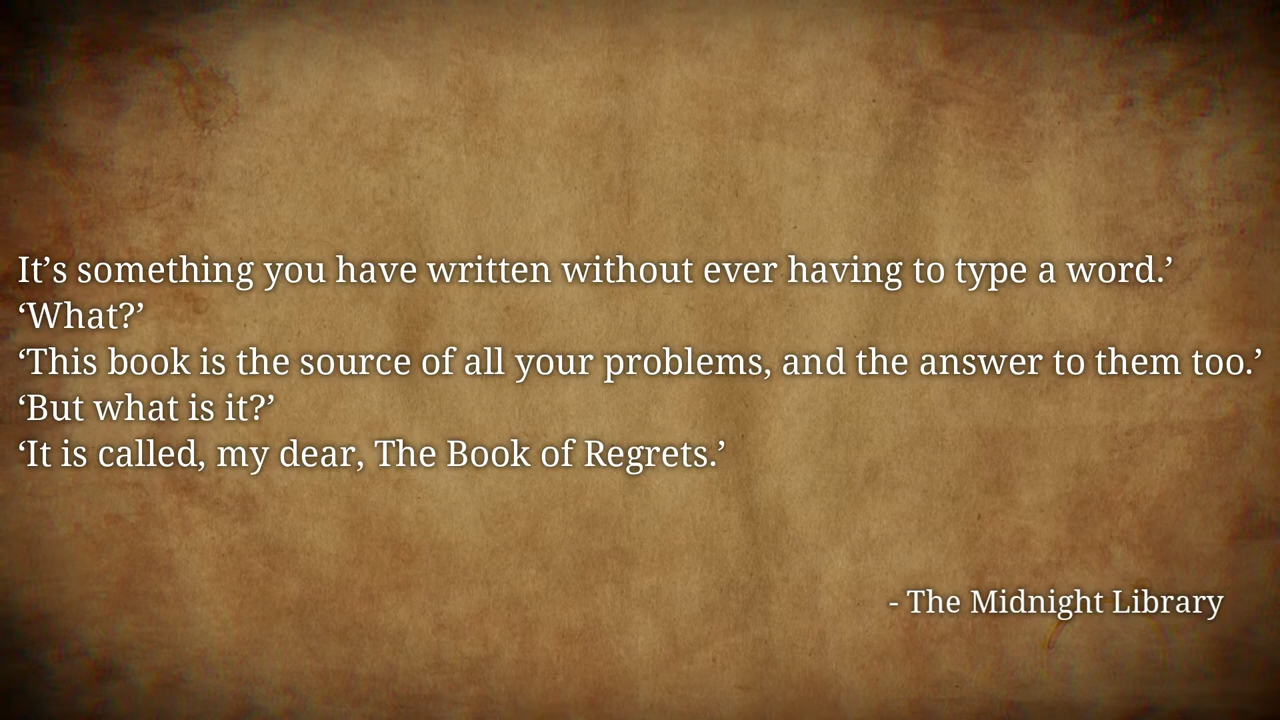 It’s something you have written without ever having to type a word.’
‘What?’
‘This book is the source of all your problems, and the answer to them too.’
‘But what is it?’
‘It is called, my dear, The Book of Regrets.’
- The Midnight Library